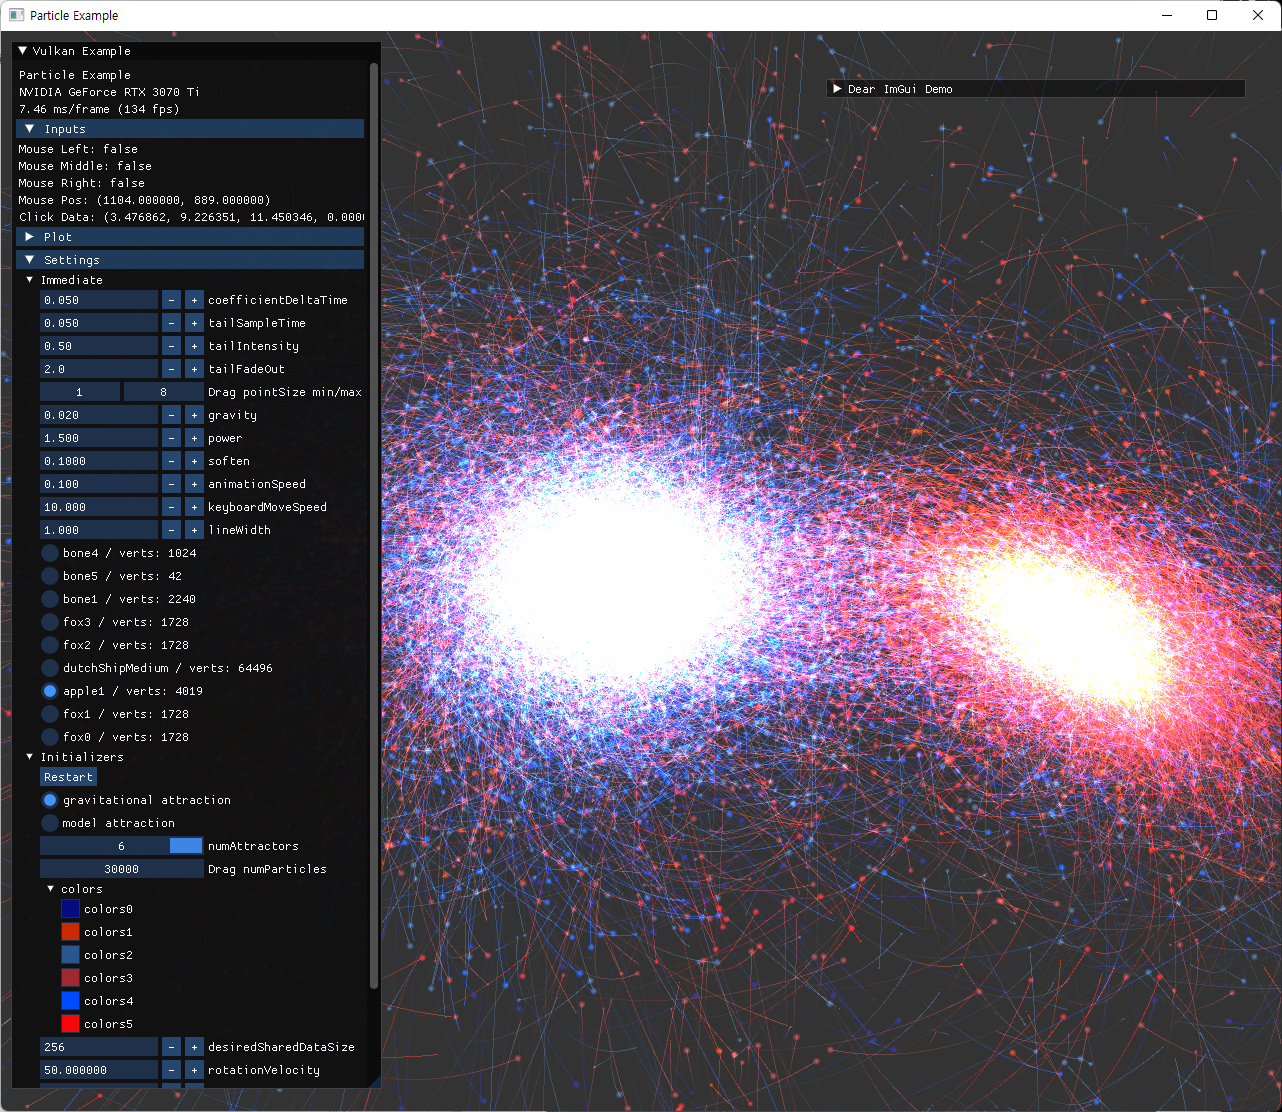 Particle Example
Vulkan Example
Particle Example
NVIDIA GeForce RTX 3070 Ti
7.46 ms/frame (134 fps)
Inputs
Mouse Left: false
Mouse Middle: false
Mouse Right: false
Mouse Pos: (1104.000000, 889.000000)
Click Data: (3.476862, 9.226351, 11.450346, 0.000
Plot
Settings
Immediate
0.050 - + coefficientDeltaTime
0.050 - + tailSampleTime
0.50 - + tailIntensity
2.0 - + tailFadeOut
1 8 Drag pointSize min/max
0.020 - + gravity
1.500 - + power
0.1000 - + soften
0.100 - + animationSpeed
10.000 - + keyboardMoveSpeed
1.000 - + lineWidth
bone4 / verts: 1024
bone5 / verts: 42
bone1 / verts: 2240
fox3 / verts: 1728
fox2 / verts: 1728
dutchShipMedium / verts: 64496
apple1 / verts: 4019
fox1 / verts: 1728
fox0 / verts: 1728
Initializers
Restart
gravitational attraction
model attraction
6 numAttractors
30000 Drag numParticles
colors
colors0
colors1
colors2
colors3
colors4
colors5
256 - + desiredSharedDataSize
50.000000 - + rotationVelocity
Dear ImGui Demo